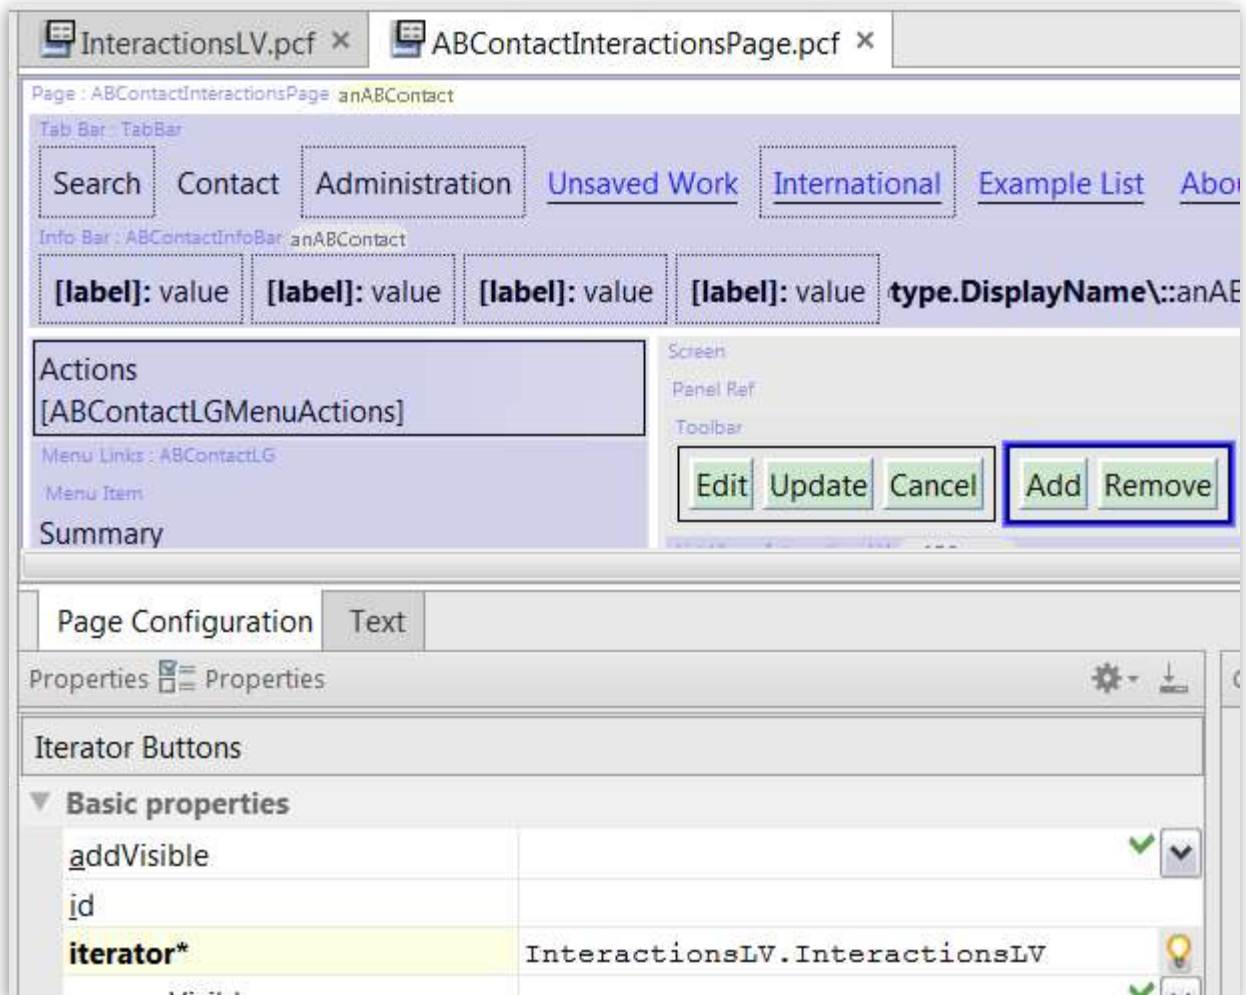 InteractionsLV.pcf × ABContactInteractionsPage.pcf ×
Page : ABContactInteractionsPage anABContact
Tab Bar : TabBar
Search Contact Administration Unsaved Work International Example List Abou
Info Bar : ABContactInfoBar anABContact
[label]: value [label]: value [label]: value [label]: value type.DisplayName\::anAB
Actions
[ABContactLGMenuActions]
Menu Links : ABContactLG
Menu Item
Summary
Screen
Panel Ref
Toolbar
Edit Update Cancel Add Remove
Page Configuration Text
Properties Properties
Iterator Buttons
Basic properties
addVisible
id
iterator* InteractionsLV.InteractionsLV